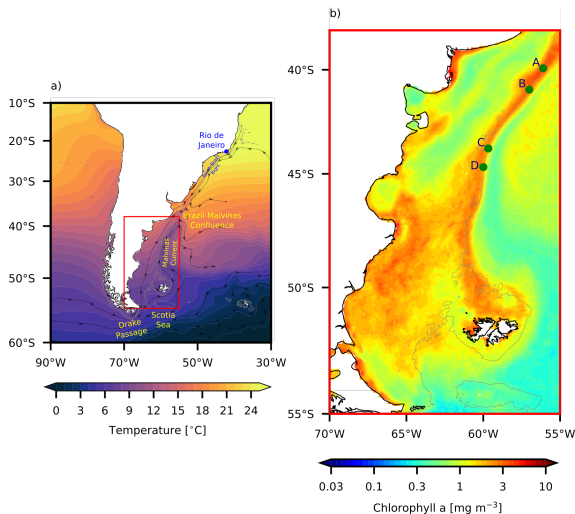 a)
10°S
20°S
30°S
40°S
50°S
60°S
90°W
70°W
50°W
30°W
Rio de
Janeiro
Brazil-Malvinas
Confluence
Malvinas
Current
Drake
Passage
Scotia
Sea
0 3 6 9 12 15 18 21 24
Temperature [°C]
b)
40°S
45°S
50°S
55°S
70°W
65°W
60°W
55°W
A
B
C
D
0.03 0.1 0.3 1 3 10
Chlorophyll a [mg m⁻³]